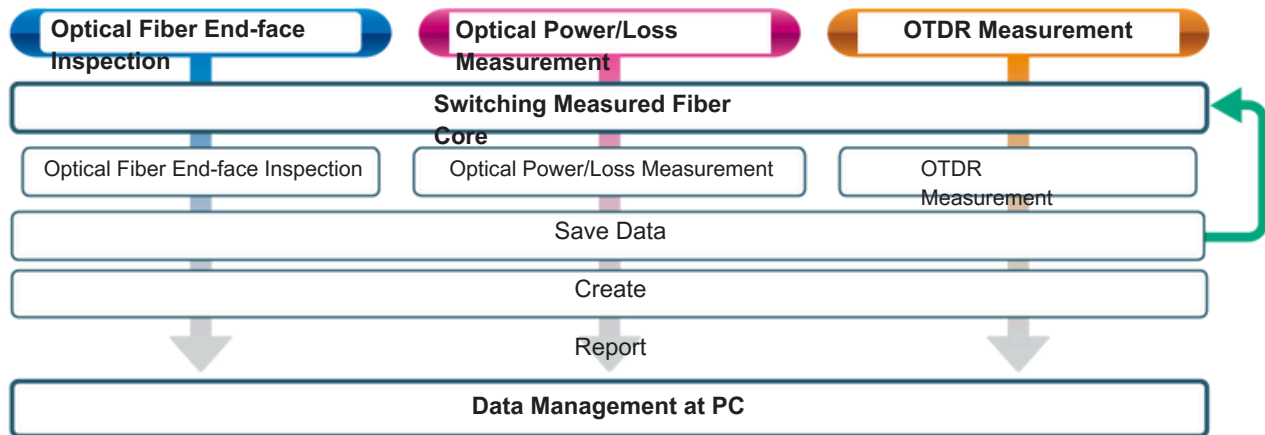 Optical Fiber End-face
Inspection
Optical Power/Loss
Measurement
OTDR Measurement
Switching Measured Fiber
Core
Optical Fiber End-face Inspection
Optical Power/Loss Measurement
OTDR
Measurement
Save Data
Create
Report
Data Management at PC